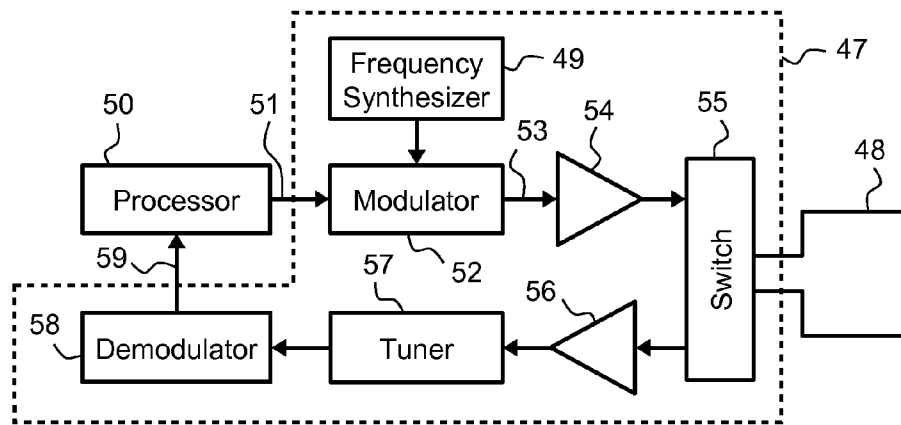 Frequency
Synthesizer
49
47
50
51
53
54
55
48
Processor
Modulator
Switch
59
52
57
56
58
Demodulator
Tuner